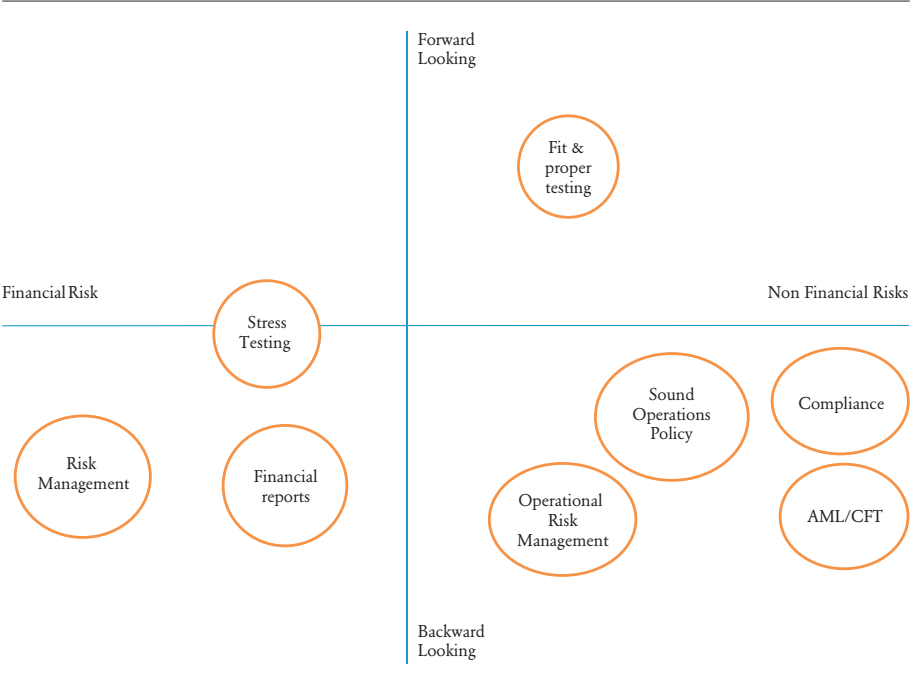 Forward
Looking
Fit &
proper
testing
Financial Risk
Non Financial Risks
Stress
Testing
Sound
Operations
Policy
Compliance
Risk
Management
Financial
reports
Operational
Risk
Management
AML/CFT
Backward
Looking